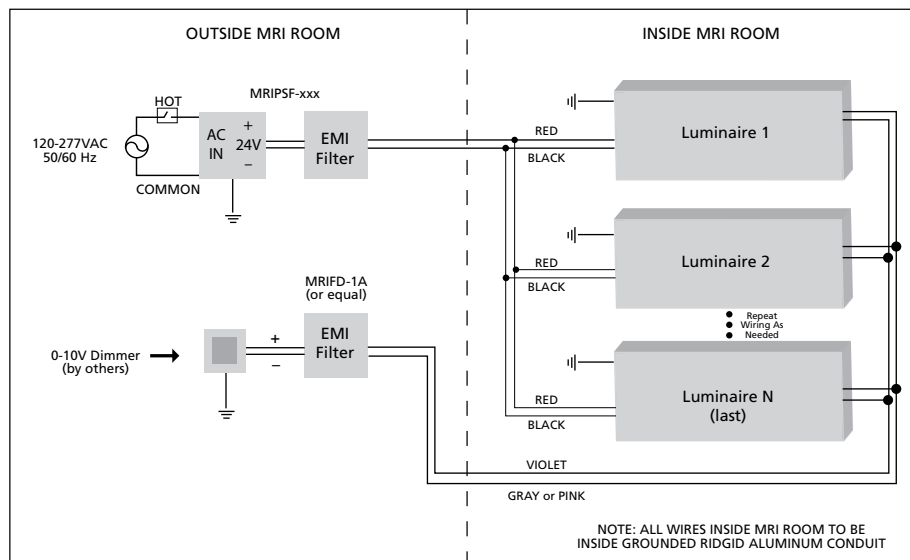 OUTSIDE MRI ROOM
INSIDE MRI ROOM
MRIPSF-xxx
HOT
120-277VAC
50/60 Hz
AC
IN
+
24V
–
EMI
Filter
COMMON
RED
BLACK
Luminaire 1
RED
BLACK
Luminaire 2
MRIFD-1A
(or equal)
0-10V Dimmer
(by others)
+
–
EMI
Filter
Repeat
Wiring As
Needed
RED
BLACK
Luminaire N
(last)
VIOLET
GRAY or PINK
NOTE: ALL WIRES INSIDE MRI ROOM TO BE
INSIDE GROUNDED RIDGID ALUMINUM CONDUIT